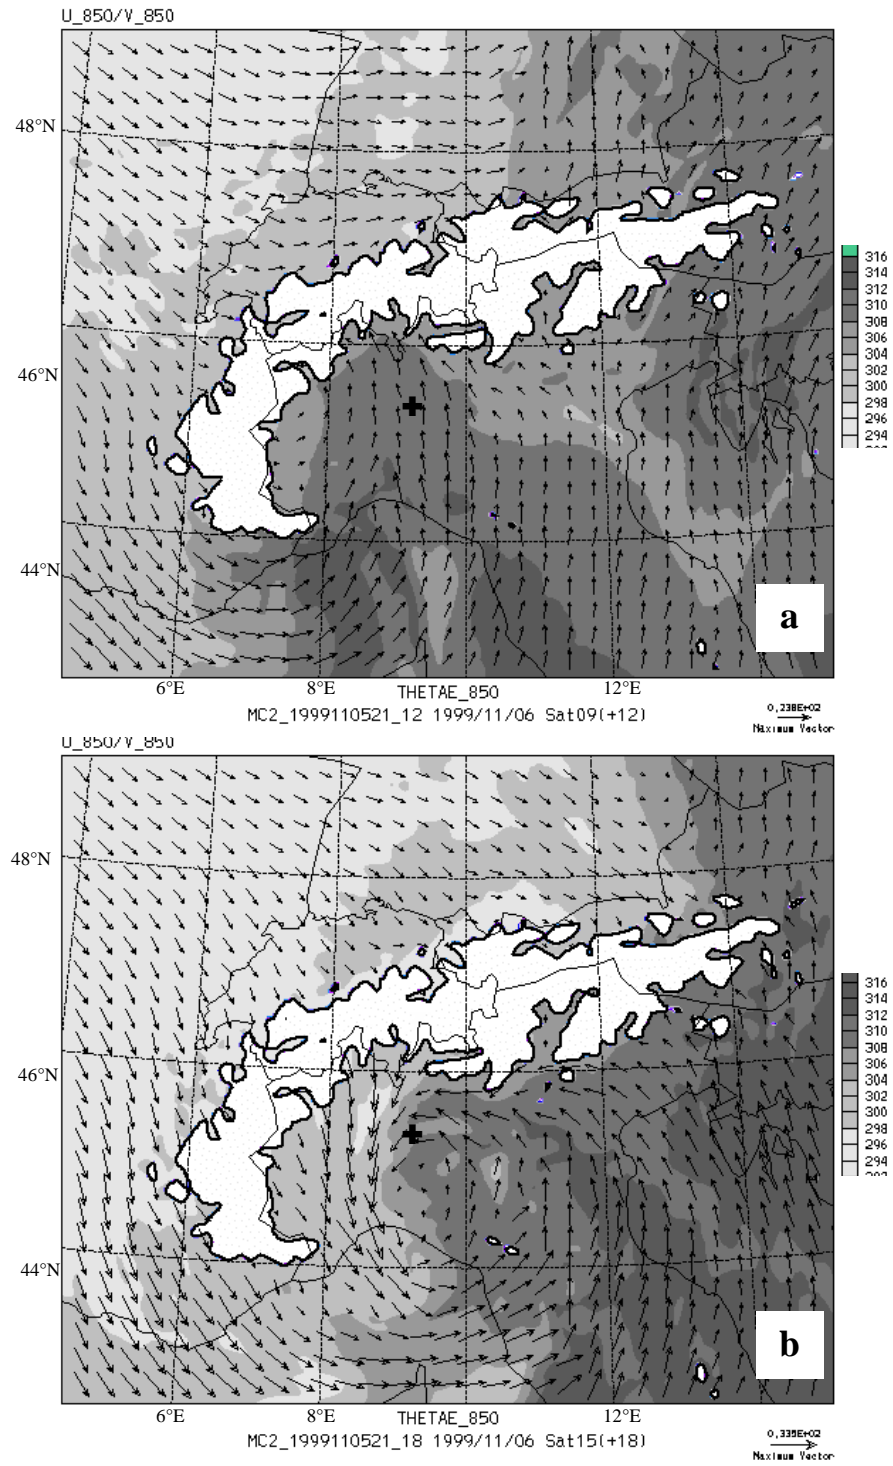 U_850/V_850
48°N
46°N
44°N
316
314
312
310
308
306
304
302
300
298
296
294
a
6°E
8°E
THETAE_850
12°E
MC2_1999110521_12 1999/11/06 Sat09(+12)
0.238E+02
Maximum Vector
U_850/V_850
48°N
46°N
44°N
316
314
312
310
308
306
304
302
300
298
296
294
b
6°E
8°E
THETAE_850
12°E
MC2_1999110521_18 1999/11/06 Sat15(+18)
0.335E+02
Maximum Vector